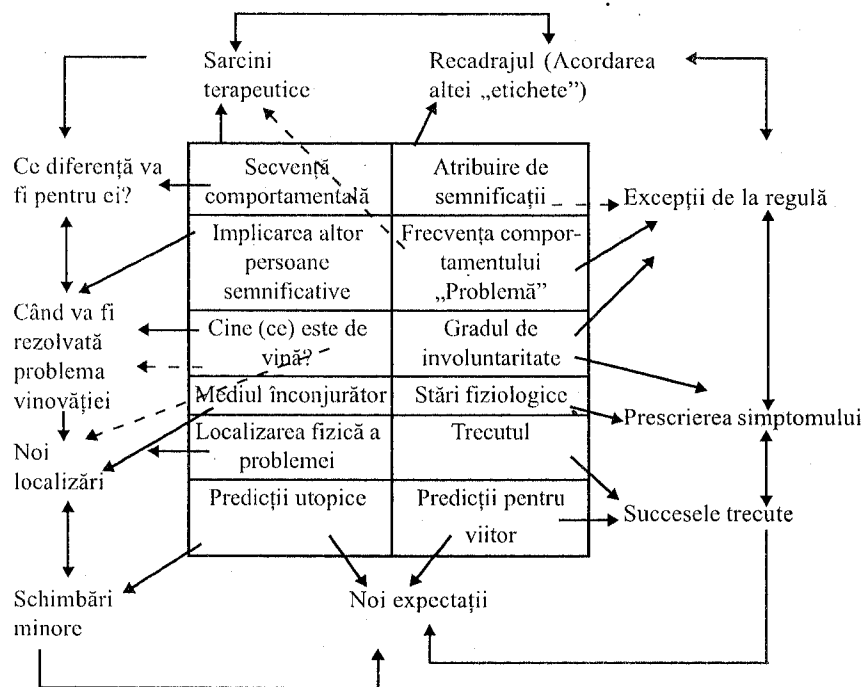 Sarcini
terapeutice
Recadrajul (Acordarea
altei „etichete”)
Ce diferență va
fi pentru ei?
Secvență
comportamentală
Atribuire de
semnificații
Excepții de la regulă
Implicarea altor
persoane
semnificative
Frecvența compor-
tamentului
„Problemă”
Când va fi
rezolvată
problema
vinovăției
Cine (ce) este de
vină?
Gradul de
involuntaritate
Mediul înconjurător
Stări fiziologice
Prescrierea simptomului
Noi
localizări
Localizarea fizică a
problemei
Trecutul
Predicții utopice
Predicții pentru
viitor
Succesele trecute
Schimbări
minore
Noi expectații